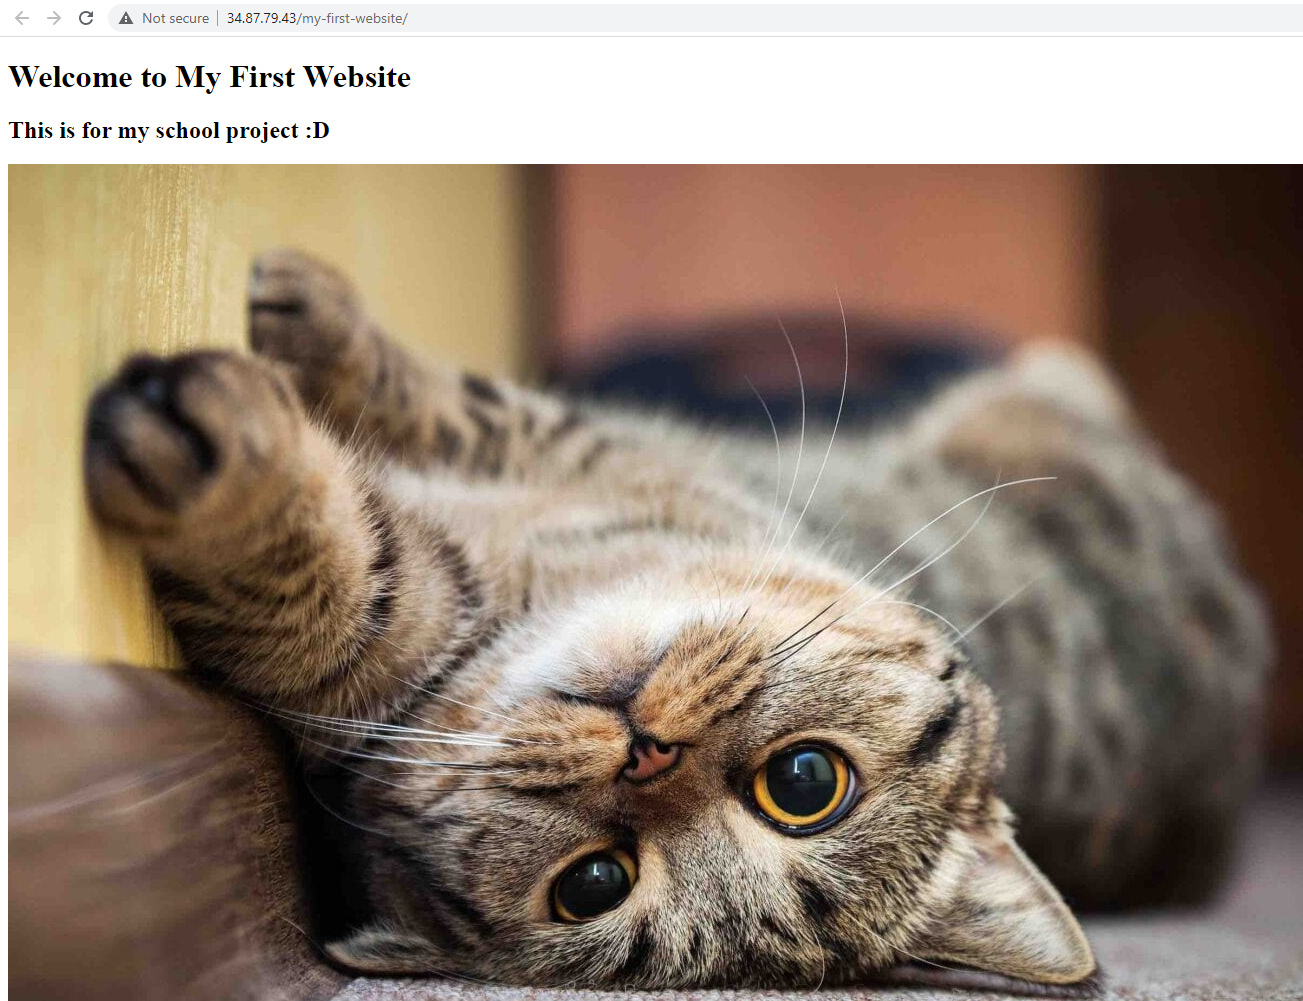 Not secure 34.87.79.43/my-first-website/
Welcome to My First Website
This is for my school project :D